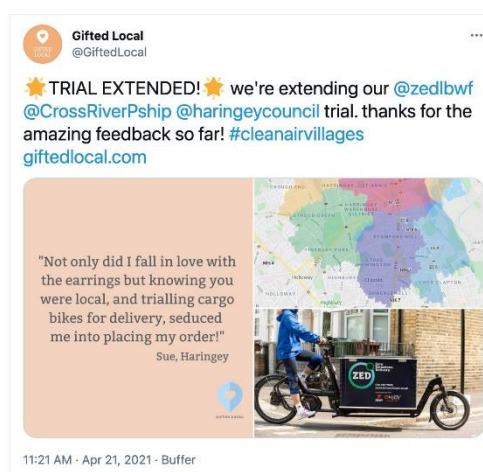 Gifted Local
@GiftedLocal
🌟TRIAL EXTENDED!🌟 we're extending our @zedlbwf
@CrossRiverPship @haringeycouncil trial. thanks for the
amazing feedback so far! #cleanairvillages
giftedlocal.com
"Not only did I fall in love with
the earrings but knowing you
were local, and trialling cargo
bikes for delivery, seduced
me into placing my order!"
Sue, Haringey
GIFTED LOCAL
ZED
11:21 AM · Apr 21, 2021 · Buffer